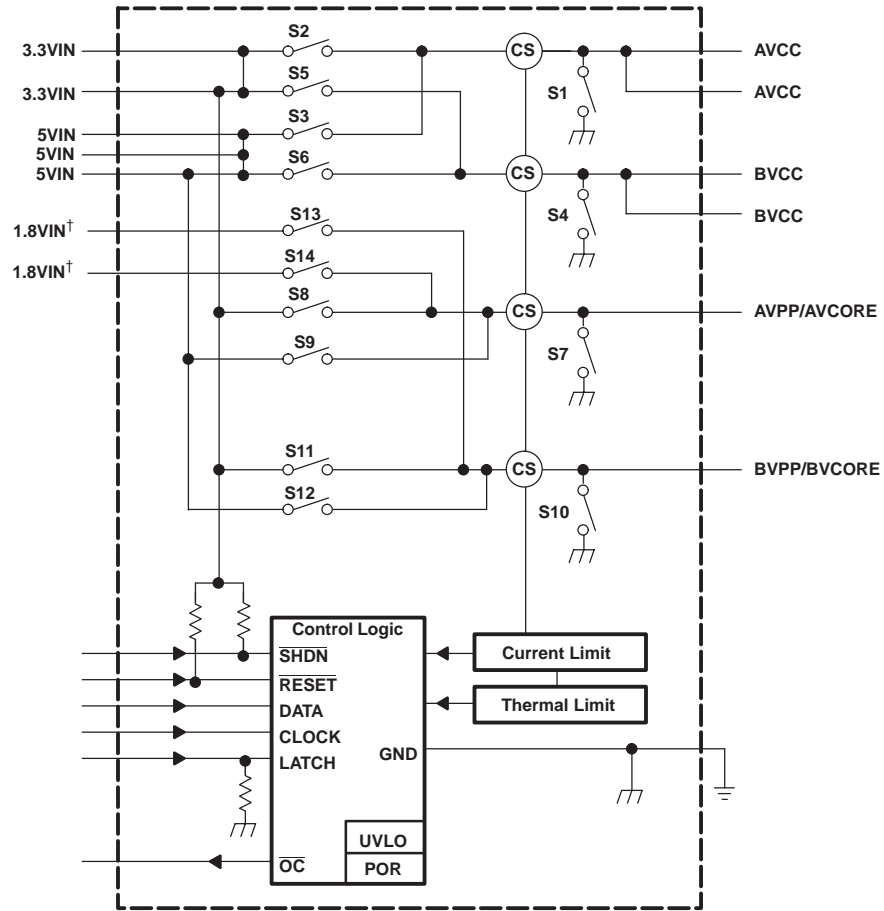 S2
3.3VIN
CS
AVCC
S5
3.3VIN
S1
AVCC
S3
5VIN
5VIN
S6
5VIN
CS
BVCC
S13
S4
BVCC
1.8VIN†
S14
1.8VIN†
S8
CS
AVPP/AVCORE
S9
S7
S11
CS
BVPP/BVCORE
S12
S10
Control Logic
SHDN
Current Limit
RESET
Thermal Limit
DATA
CLOCK
LATCH
GND
UVLO
OC
POR